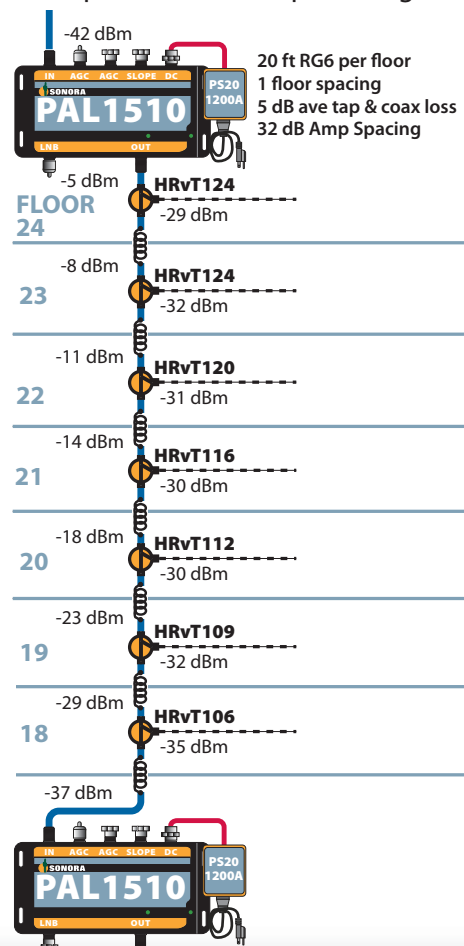 -42 dBm
IN AGC AGC SLOPE DC
SONORA
PAL1510
LNB OUT
PS20
1200A
20 ft RG6 per floor
1 floor spacing
5 dB ave tap & coax loss
32 dB Amp Spacing
-5 dBm HRvT124
FLOOR
24
-29 dBm
-8 dBm HRvT124
23
-32 dBm
-11 dBm HRvT120
22
-31 dBm
-14 dBm HRvT116
21
-30 dBm
-18 dBm HRvT112
20
-30 dBm
-23 dBm HRvT109
19
-32 dBm
-29 dBm HRvT106
18
-35 dBm
-37 dBm
IN AGC AGC SLOPE DC
SONORA
PAL1510
LNB OUT
PS20
1200A